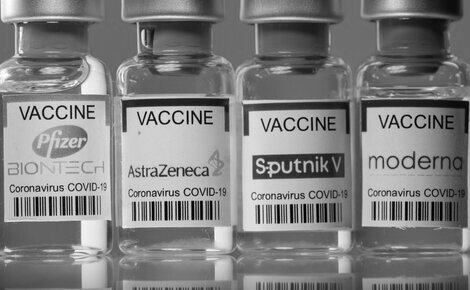 VACCINE
Pfizer
BIONTECH
Coronavirus COVID-19
VACCINE
AstraZeneca
Coronavirus COVID-19
VACCINE
Sputnik V
Coronavirus COVID-19
VACCINE
moderna
Coronavirus COVID-19